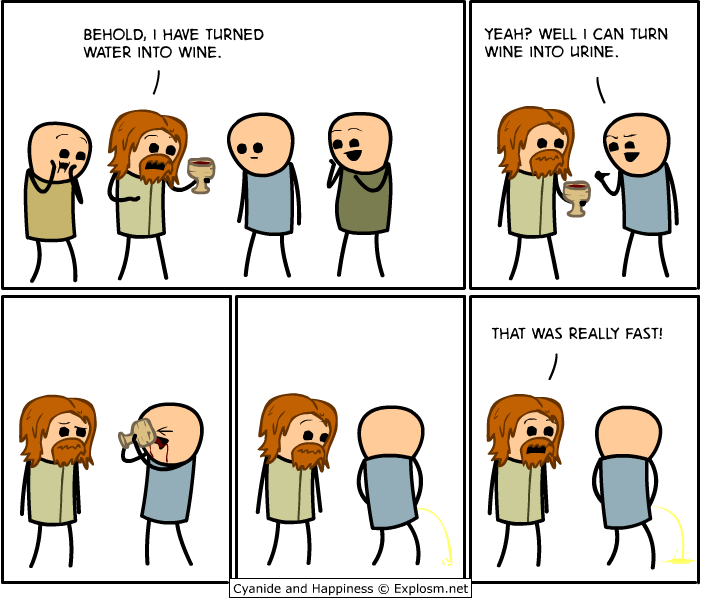 BEHOLD, I HAVE TURNED
WATER INTO WINE.
YEAH? WELL I CAN TURN
WINE INTO URINE.
THAT WAS REALLY FAST!
Cyanide and Happiness © Explosm.net